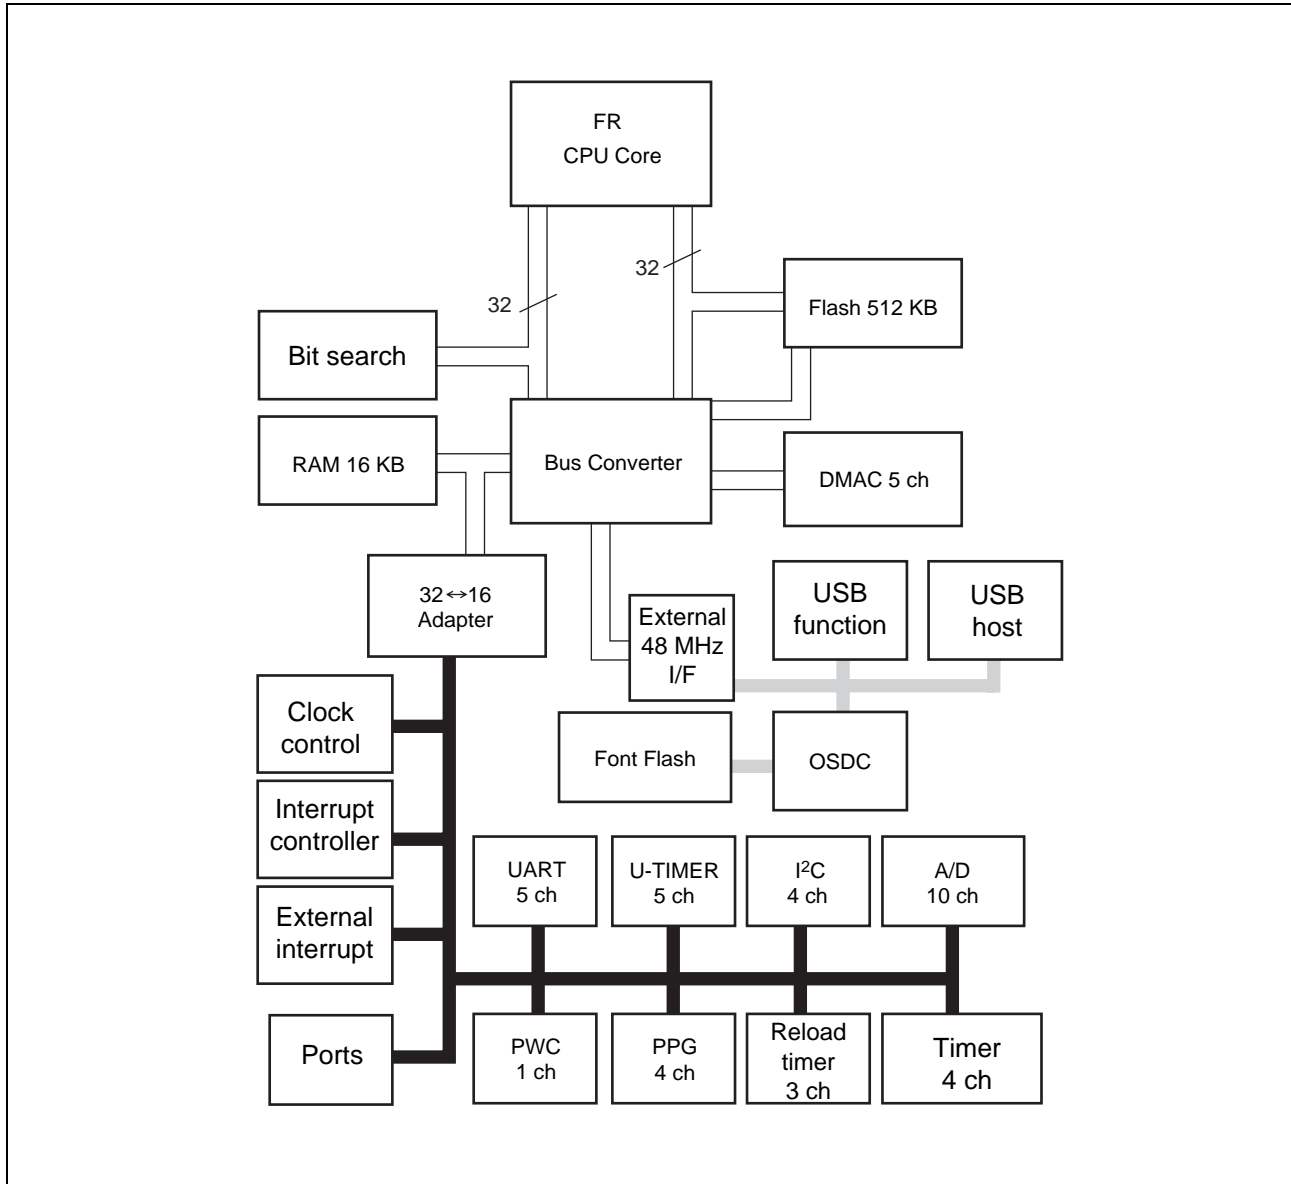 FR
CPU Core
32
32
Flash 512 KB
Bit search
RAM 16 KB
Bus Converter
DMAC 5 ch
32↔16
Adapter
External
48 MHz
I/F
USB
function
USB
host
Clock
control
Font Flash
OSDC
Interrupt
controller
UART
5 ch
U-TIMER
5 ch
I²C
4 ch
A/D
10 ch
External
interrupt
Ports
PWC
1 ch
PPG
4 ch
Reload
timer
3 ch
Timer
4 ch